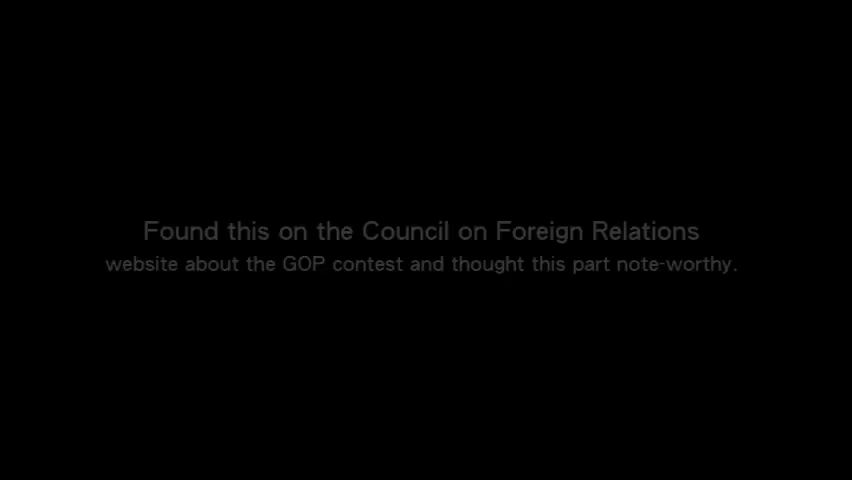 Found this on the Council on Foreign Relations
website about the GOP contest and thought this part note-worthy.